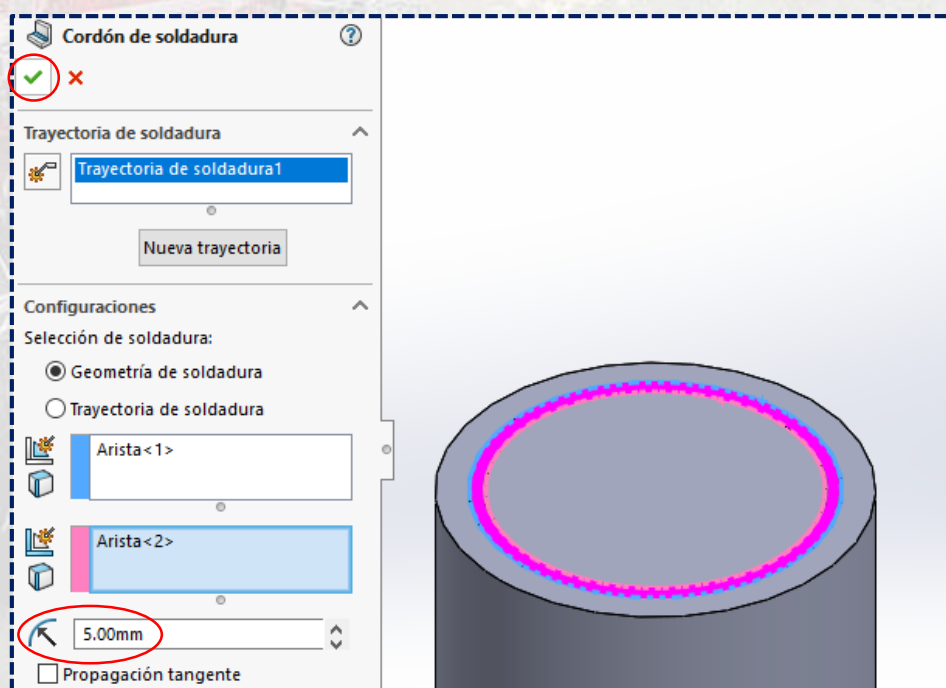 Cordón de soldadura
Trayectoria de soldadura
Trayectoria de soldadura1
Nueva trayectoria
Configuraciones
Selección de soldadura:
Geometría de soldadura
Trayectoria de soldadura
Arista<1>
Arista<2>
5.00mm
Propagación tangente